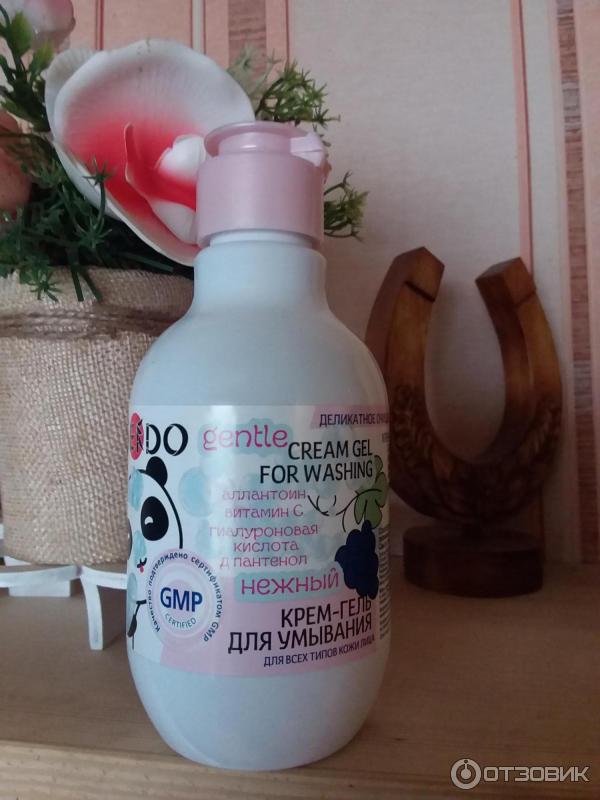 ДЕЛИКАТНОЕ
DO
gentle
CREAM GEL
FOR WASHING
аллантоин
витамин С
гиалуроновая
кислота
Д пантенол
нежный
КРЕМ-ГЕЛЬ
ДЛЯ УМЫВАНИЯ
ДЛЯ ВСЕХ ТИПОВ КОЖИ ЛИЦА
Качество подтверждено сертификатом GMP
GMP
CERTIFIED
ОТЗОВИК